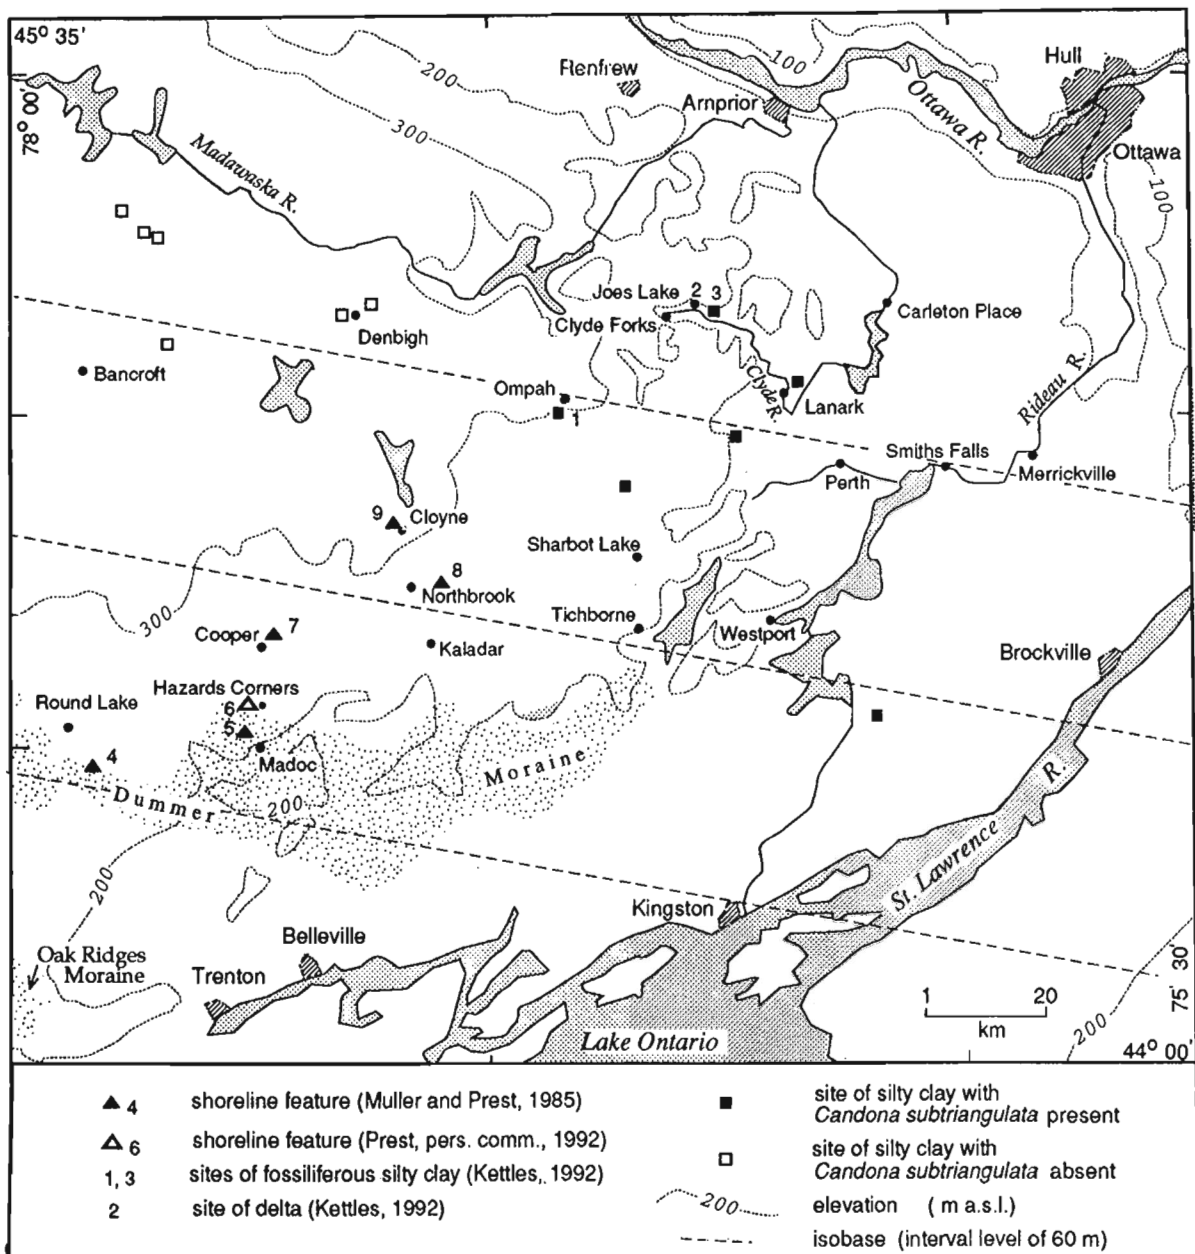 45° 35'
78° 00'
200
300
100
Renfrew
Hull
Arnprior
Ottawa R.
Ottawa
100
Madawaska R.
Joes Lake 2 3
Clyde Forks
Carleton Place
Denbigh
Bancroft
Clyde R.
Ompah
Lanark
1
Rideau R.
Smiths Falls
Perth
Merrickville
9
Cloyne
Sharbot Lake
8
Northbrook
300
Cooper
7
Tichborne
Westport
Kaladar
Brockville
Hazards Corners
Round Lake
6
5
4
Madoc
Dummer Moraine
200
200
St. Lawrence R.
Kingston
Belleville
Oak Ridges
Moraine
Trenton
75° 30'
1 20
km
Lake Ontario
200
44° 00'
4 shoreline feature (Muller and Prest, 1985)
6 shoreline feature (Prest, pers. comm., 1992)
1, 3 sites of fossiliferous silty clay (Kettles, 1992)
2 site of delta (Kettles, 1992)
site of silty clay with
Candona subtriangulata present
site of silty clay with
Candona subtriangulata absent
200 elevation ( m a.s.l.)
isobase (interval level of 60 m)